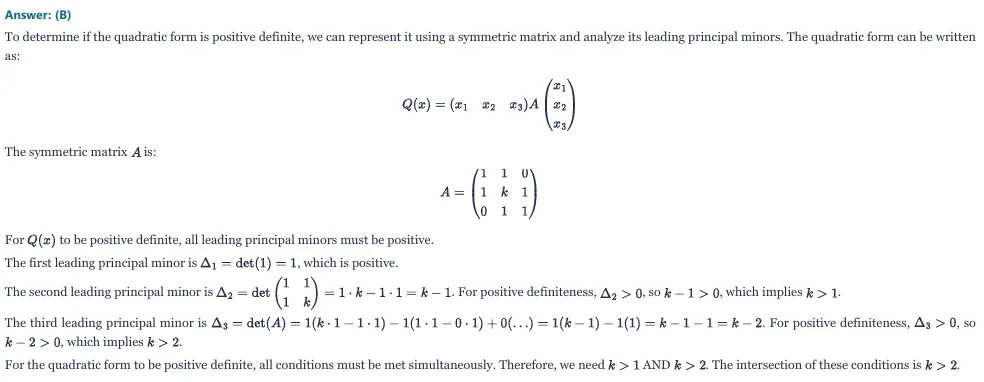 Answer: (B)
To determine if the quadratic form is positive definite, we can represent it using a symmetric matrix and analyze its leading principal minors. The quadratic form can be written
as:
Q(x) = (x₁ x₂ x₃)A (x₁ x₂ x₃)
The symmetric matrix A is:
A = (1 1 0
1 k 1
0 1 1)
For Q(x) to be positive definite, all leading principal minors must be positive.
The first leading principal minor is Δ₁ = det(1) = 1, which is positive.
The second leading principal minor is Δ₂ = det (1 1 1 k) = 1 · k − 1 · 1 = k − 1. For positive definiteness, Δ₂ > 0, so k − 1 > 0, which implies k > 1.
The third leading principal minor is Δ₃ = det(A) = 1(k · 1 − 1 · 1) − 1(1 · 1 − 0 · 1) + 0(…) = 1(k − 1) − 1(1) = k − 1 − 1 = k − 2. For positive definiteness, Δ₃ > 0, so
k − 2 > 0, which implies k > 2.
For the quadratic form to be positive definite, all conditions must be met simultaneously. Therefore, we need k > 1 AND k > 2. The intersection of these conditions is k > 2.